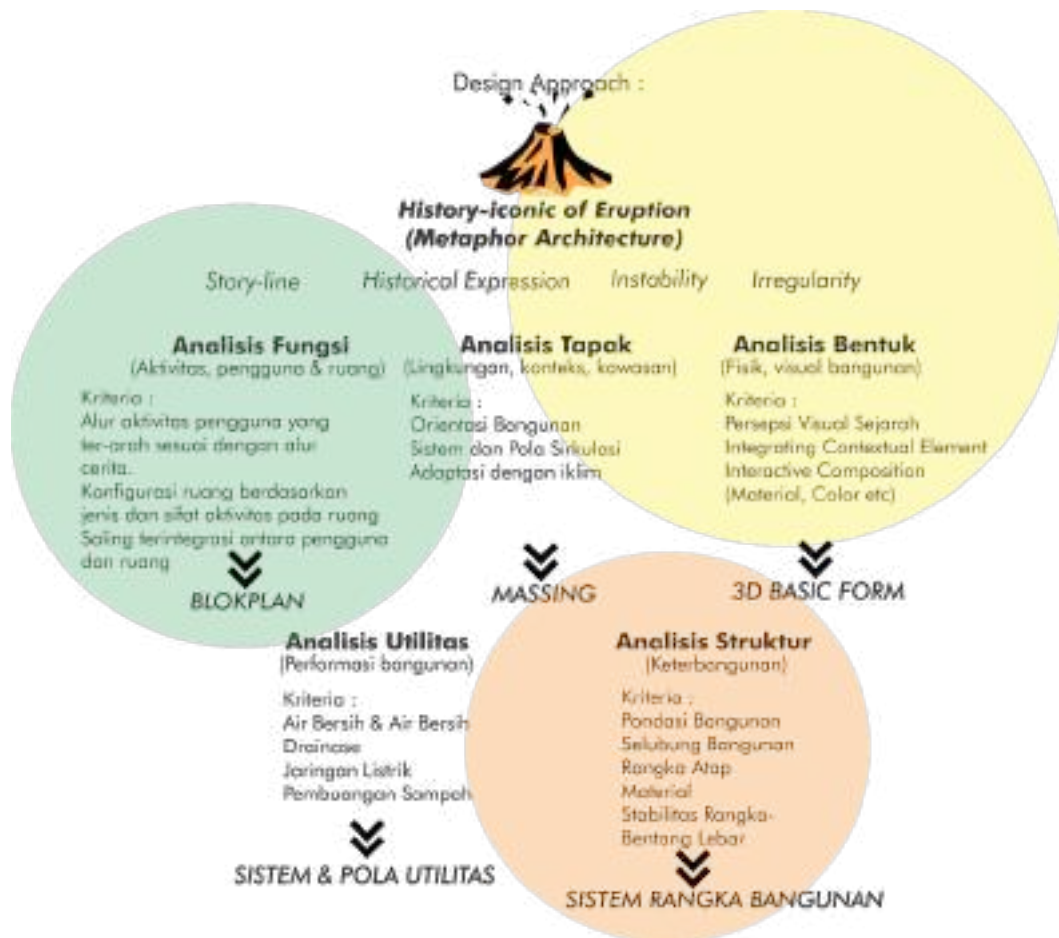 Design Approach :
History-iconic of Eruption
(Metaphor Architecture)
Story-line
Historical Expression
Instability
Irregularity
Analisis Fungsi
(Aktivitas, pengguna & ruang)
Kriteria :
Alur aktivitas pengguna yang
ter-arah sesuai dengan alur
cerita.
Konfigurasi ruang berdasarkan
jenis dan sifat aktivitas pada ruang
Saling terintegrasi antara pengguna
dan ruang
BLOKPLAN
Analisis Tapak
(Lingkungan, konteks, kawasan)
Kriteria :
Orientasi Bangunan
Sistem dan Pola Sirkulasi
Adaptasi dengan iklim
MASSING
Analisis Bentuk
(Fisik, visual bangunan)
Kriteria :
Persepsi Visual Sejarah
Integrating Contextual Element
Interactive Composition
(Material, Color etc)
3D BASIC FORM
Analisis Utilitas
(Performasi bangunan)
Kriteria :
Air Bersih & Air Bersih
Drainase
Jaringan Listrik
Pembuangan Sampah
SISTEM & POLA UTILITAS
Analisis Struktur
(Keterbangunan)
Kriteria :
Pondasi Bangunan
Selubung Bangunan
Rangka Atap
Material
Stabilitas Rangka-
Bentang Lebar
SISTEM RANGKA BANGUNAN